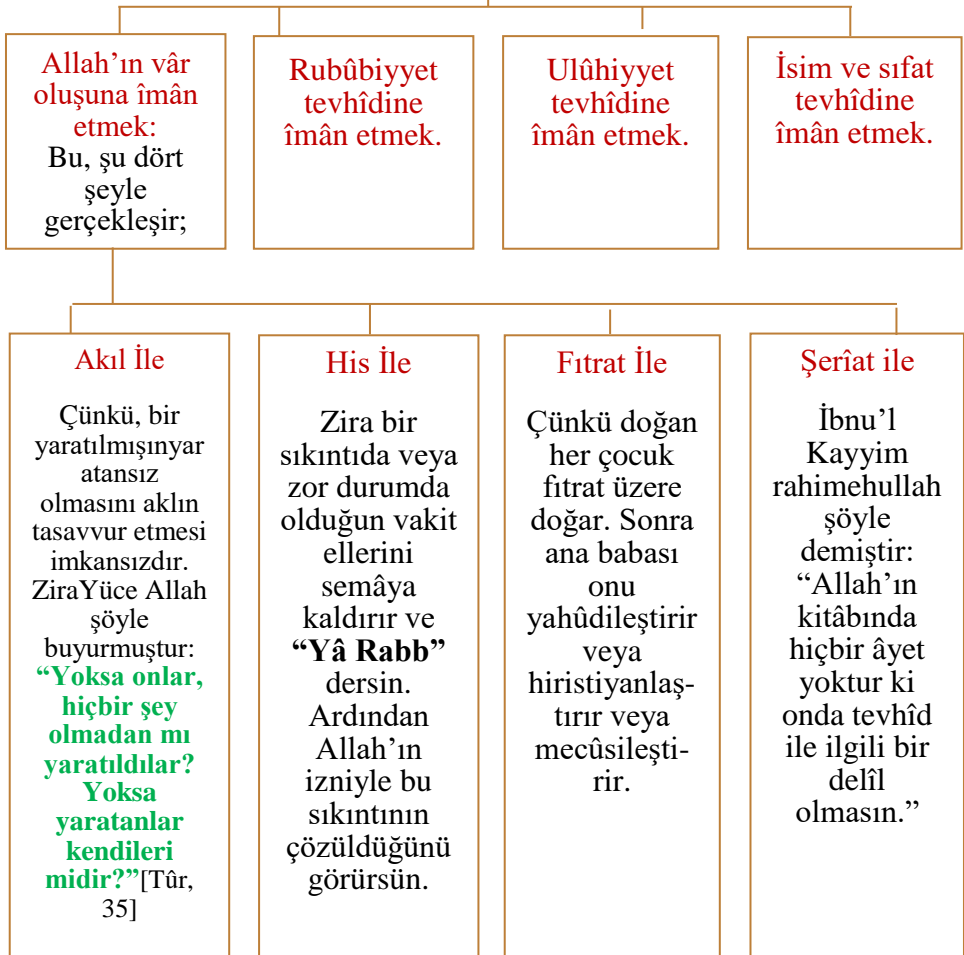 Allah’ın vâr
oluşuna îmân
etmek:
Bu, şu dört
şeyle
gerçekleşir;
Rubûbiyyet
tevhîdine
îmân etmek.
Ulûhiyyet
tevhîdine
îmân etmek.
İsim ve sıfat
tevhîdine
îmân etmek.
Akıl İle
Çünkü, bir
yaratılmışınyar
atansız
olmasını aklın
tasavvur etmesi
imkansızdır.
ZiraYüce Allah
şöyle
buyurmuştur:
“Yoksa onlar,
hiçbir şey
olmadan mı
yaratıldılar?
Yoksa
yaratanlar
kendileri
midir?”[Tûr,
35]
His İle
Zira bir
sıkıntıda veya
zor durumda
olduğun vakit
ellerini
semâya
kaldırır ve
“Yâ Rabb”
dersin.
Ardından
Allah’ın
izniyle bu
sıkıntının
çözüldüğünü
görürsün.
Fıtrat İle
Çünkü doğan
her çocuk
fıtrat üzere
doğar. Sonra
ana babası
onu
yahûdileştirir
veya
hiristiyanlaş-
tırır veya
mecûsileşti-
rir.
Şerîat ile
İbnu’l
Kayyim
rahimehullah
şöyle
demiştir:
“Allah’ın
kitâbında
hiçbir âyet
yoktur ki
onda tevhîd
ile ilgili bir
delîl
olmasın.”